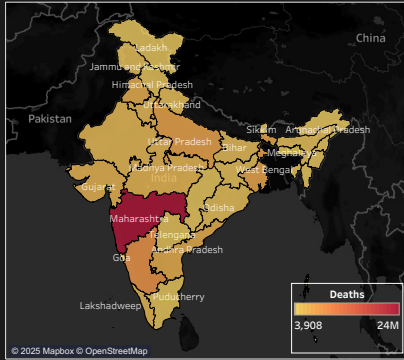 China
Ladakh
Jammu and Kashmir
Himachal Pradesh
Uttarakhand
Pakistan
Sikkim
Arunachal Pradesh
Uttar Pradesh
Bihar
Meghalaya
Madhya Pradesh
West Bengal
India
Gujarat
Odisha
Maharashtra
Telengana
Andhra Pradesh
Goa
Puducherry
Lakshadweep
Deaths
3,908 24M
© 2025 Mapbox © OpenStreetMap